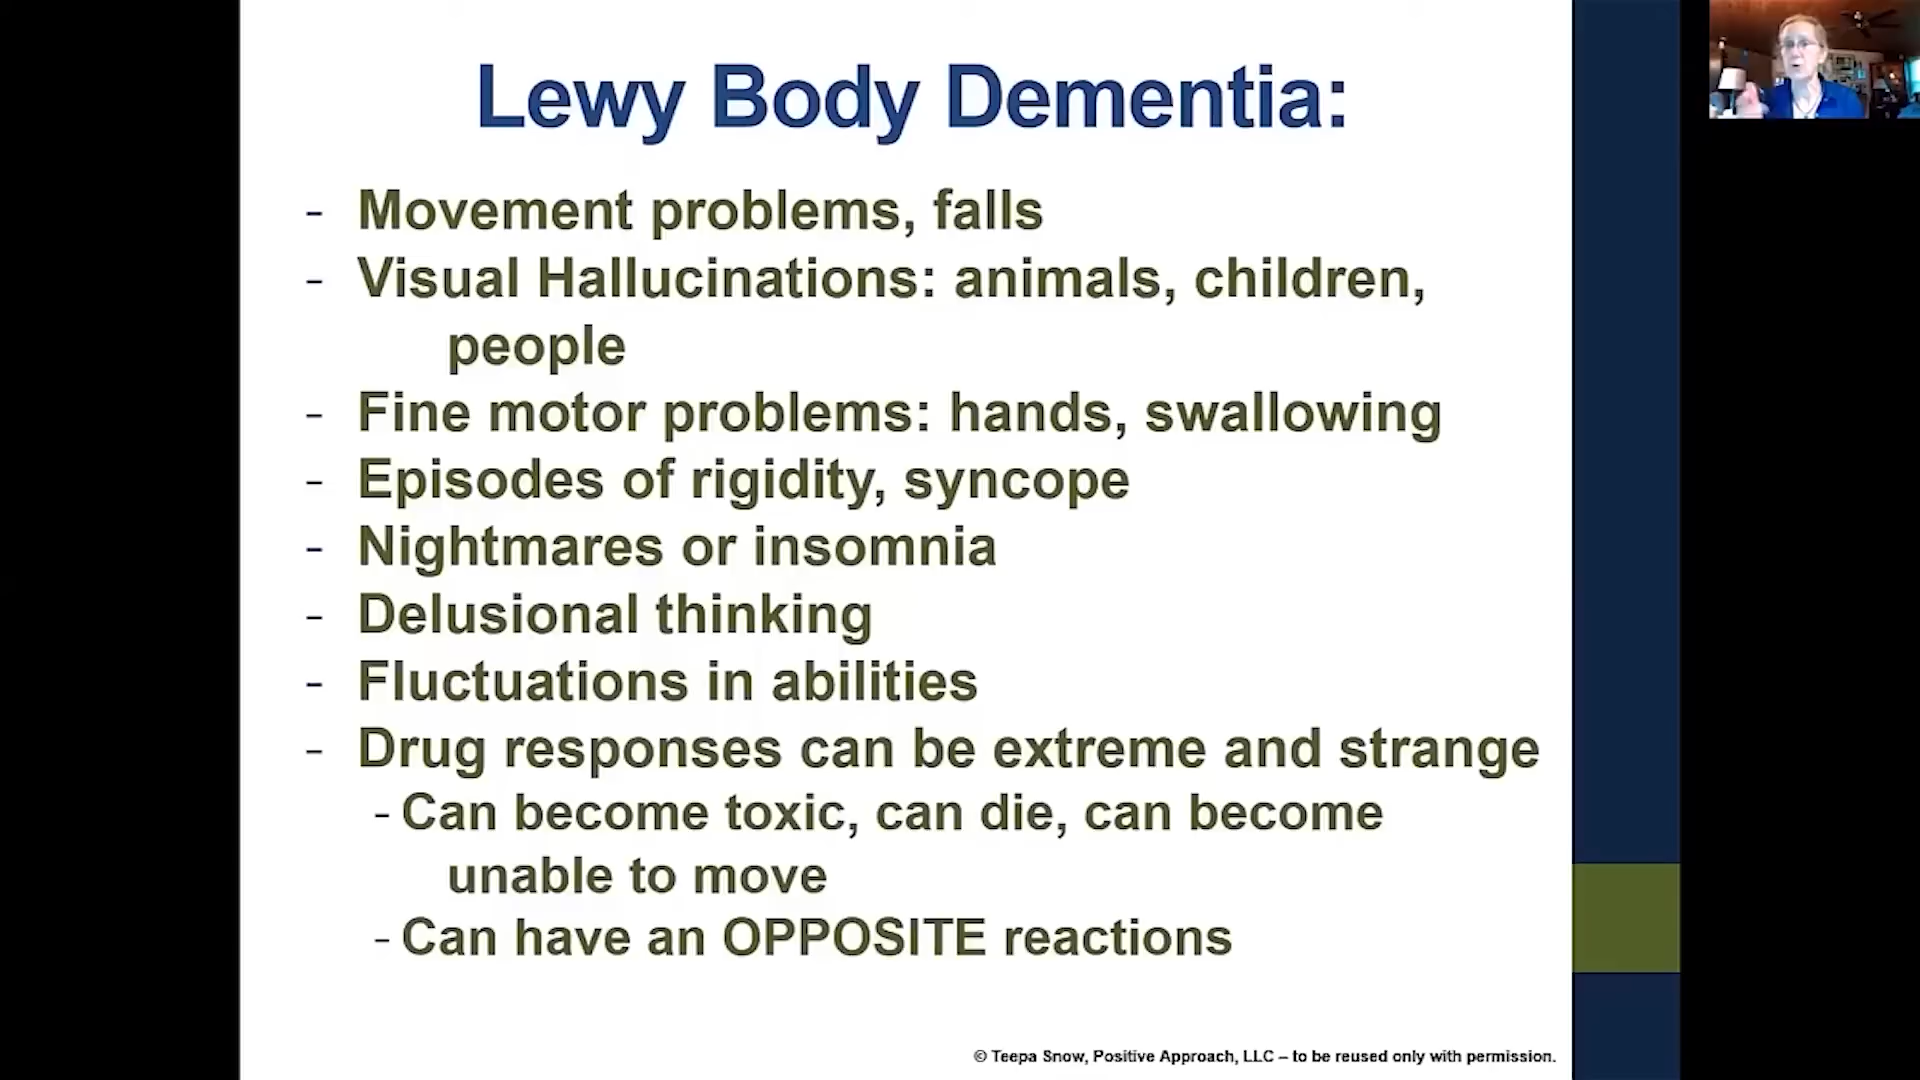 Lewy Body Dementia:
- Movement problems, falls
- Visual Hallucinations: animals, children,
people
- Fine motor problems: hands, swallowing
- Episodes of rigidity, syncope
- Nightmares or insomnia
- Delusional thinking
- Fluctuations in abilities
- Drug responses can be extreme and strange
- Can become toxic, can die, can become
unable to move
- Can have an OPPOSITE reactions
© Teepa Snow, Positive Approach, LLC – to be reused only with permission.